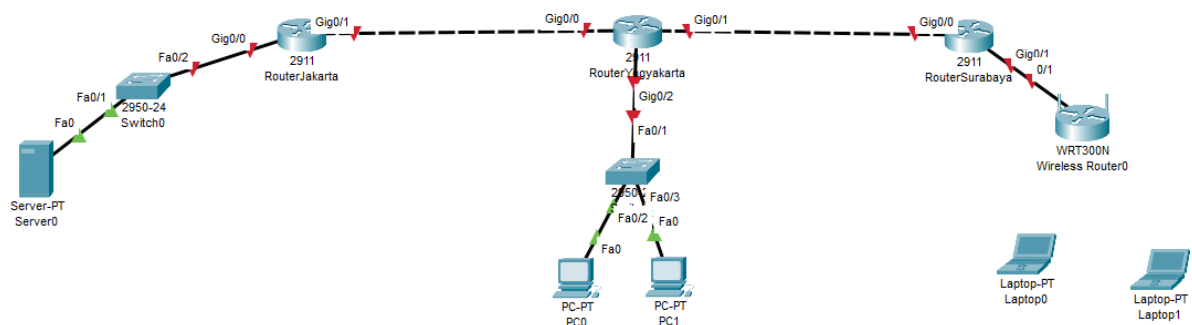 Gig0/1
Gig0/0
Fa0/2
2911
RouterJakarta
Gig0/0
Gig0/1
2911
RouterYogyakarta
Gig0/2
Fa0/1
Gig0/0
2911
RouterSurabaya
Gig0/1
0/1
WRT300N
Wireless Router0
Fa0/1
Fa0
2950-24
Switch0
Server-PT
Server0
Fa0/3
Fa0/2
Fa0
Fa0
PC-PT
PC0
PC-PT
PC1
Laptop-PT
Laptop0
Laptop-PT
Laptop1